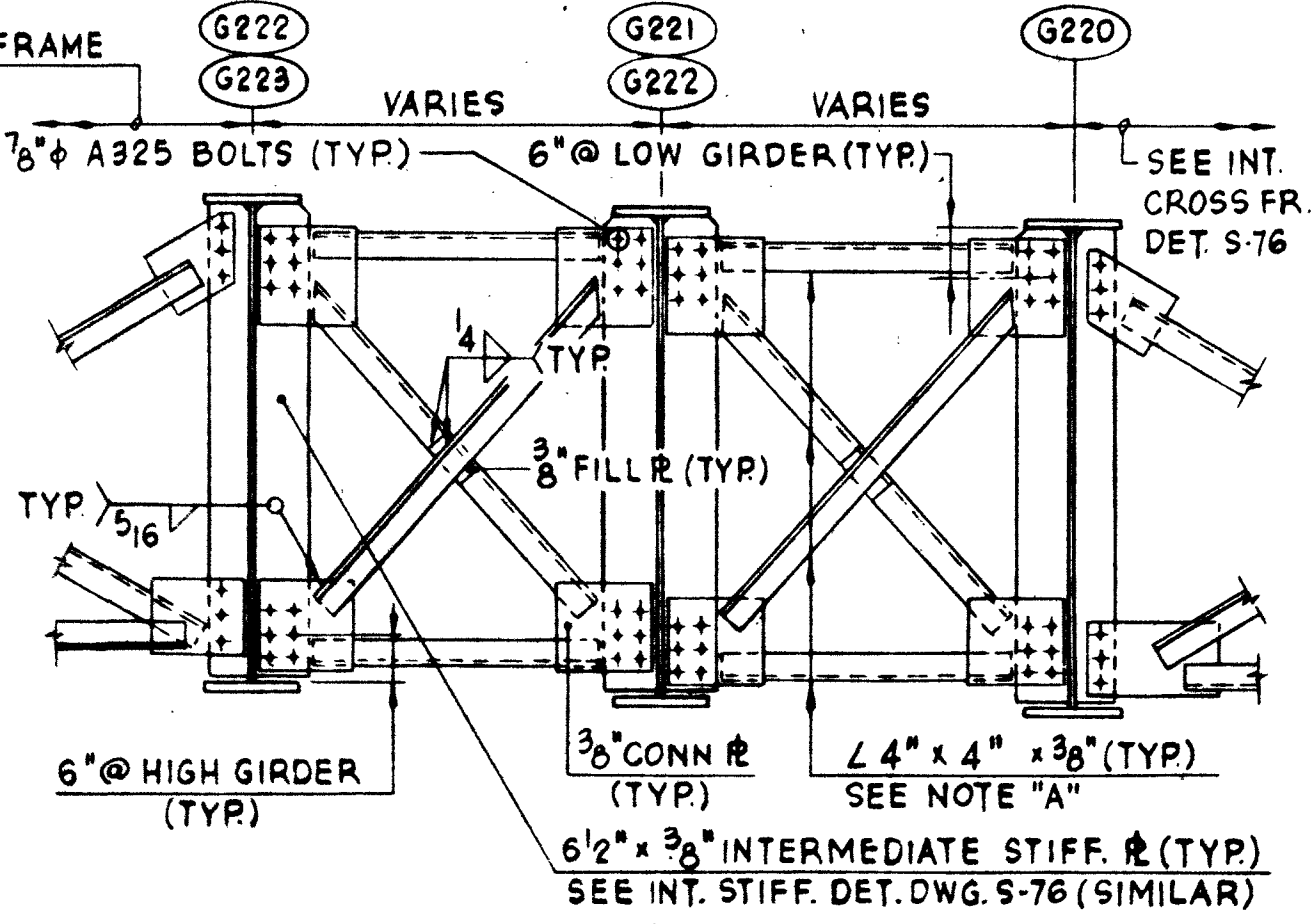 G222
G221
G220
FRAME
G223
G222
VARIES
VARIES
7/8"ϕ A325 BOLTS (TYP.)
6"@ LOW GIRDER (TYP.)
SEE INT.
CROSS FR.
DET. S-76
1/4
TYP.
3/8" FILL ⅊ (TYP.)
TYP.
5/16
6"@ HIGH GIRDER
(TYP.)
3/8" CONN ⅊
(TYP.)
∠ 4" x 4" x 3/8" (TYP.)
SEE NOTE "A"
6 1/2" x 3/8" INTERMEDIATE STIFF. ⅊ (TYP.)
SEE INT. STIFF. DET. DWG. S-76 (SIMILAR)